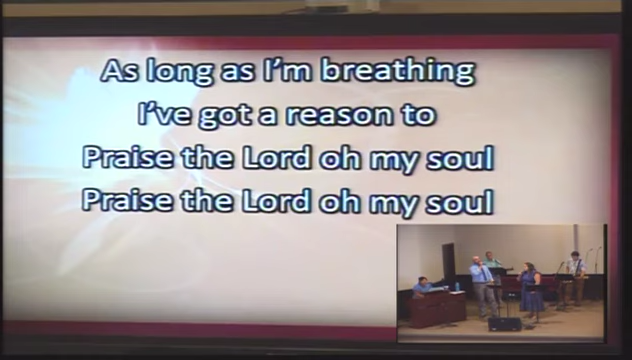 As long as I'm breathing
I've got a reason to
Praise the Lord oh my soul
Praise the Lord oh my soul